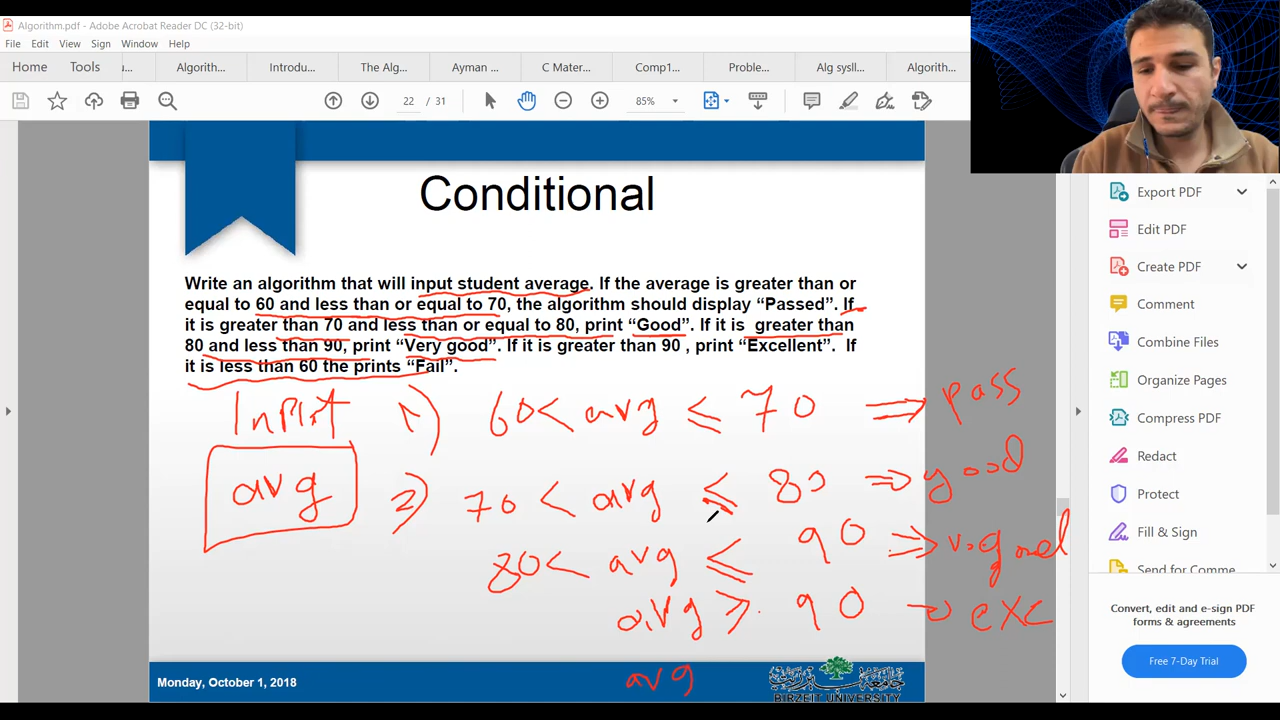 Algorithm.pdf - Adobe Acrobat Reader DC (32-bit)
File Edit View Sign Window Help
Home Tools u... Algorith... Introdu... The Alg... Ayman ... C Mater... Comp1... Proble... Alg syll... Algorith...
22 / 31 85%
Conditional
Write an algorithm that will input student average. If the average is greater than or
equal to 60 and less than or equal to 70, the algorithm should display “Passed”. If
it is greater than 70 and less than or equal to 80, print “Good”. If it is greater than
80 and less than 90, print “Very good”. If it is greater than 90 , print “Excellent”. If
it is less than 60 the prints “Fail”.
Input 1) 60 < avg ≤ 70 ⇒ pass
avg 2) 70 < avg ≤ 80 ⇒ good
80 < avg ≤ 90 ⇒ v.good
avg > 90 → exc
avg
Monday, October 1, 2018
BIRZEIT UNIVERSITY
Export PDF
Edit PDF
Create PDF
Comment
Combine Files
Organize Pages
Compress PDF
Redact
Protect
Fill & Sign
Send for Comme
Convert, edit and e-sign PDF
forms & agreements
Free 7-Day Trial